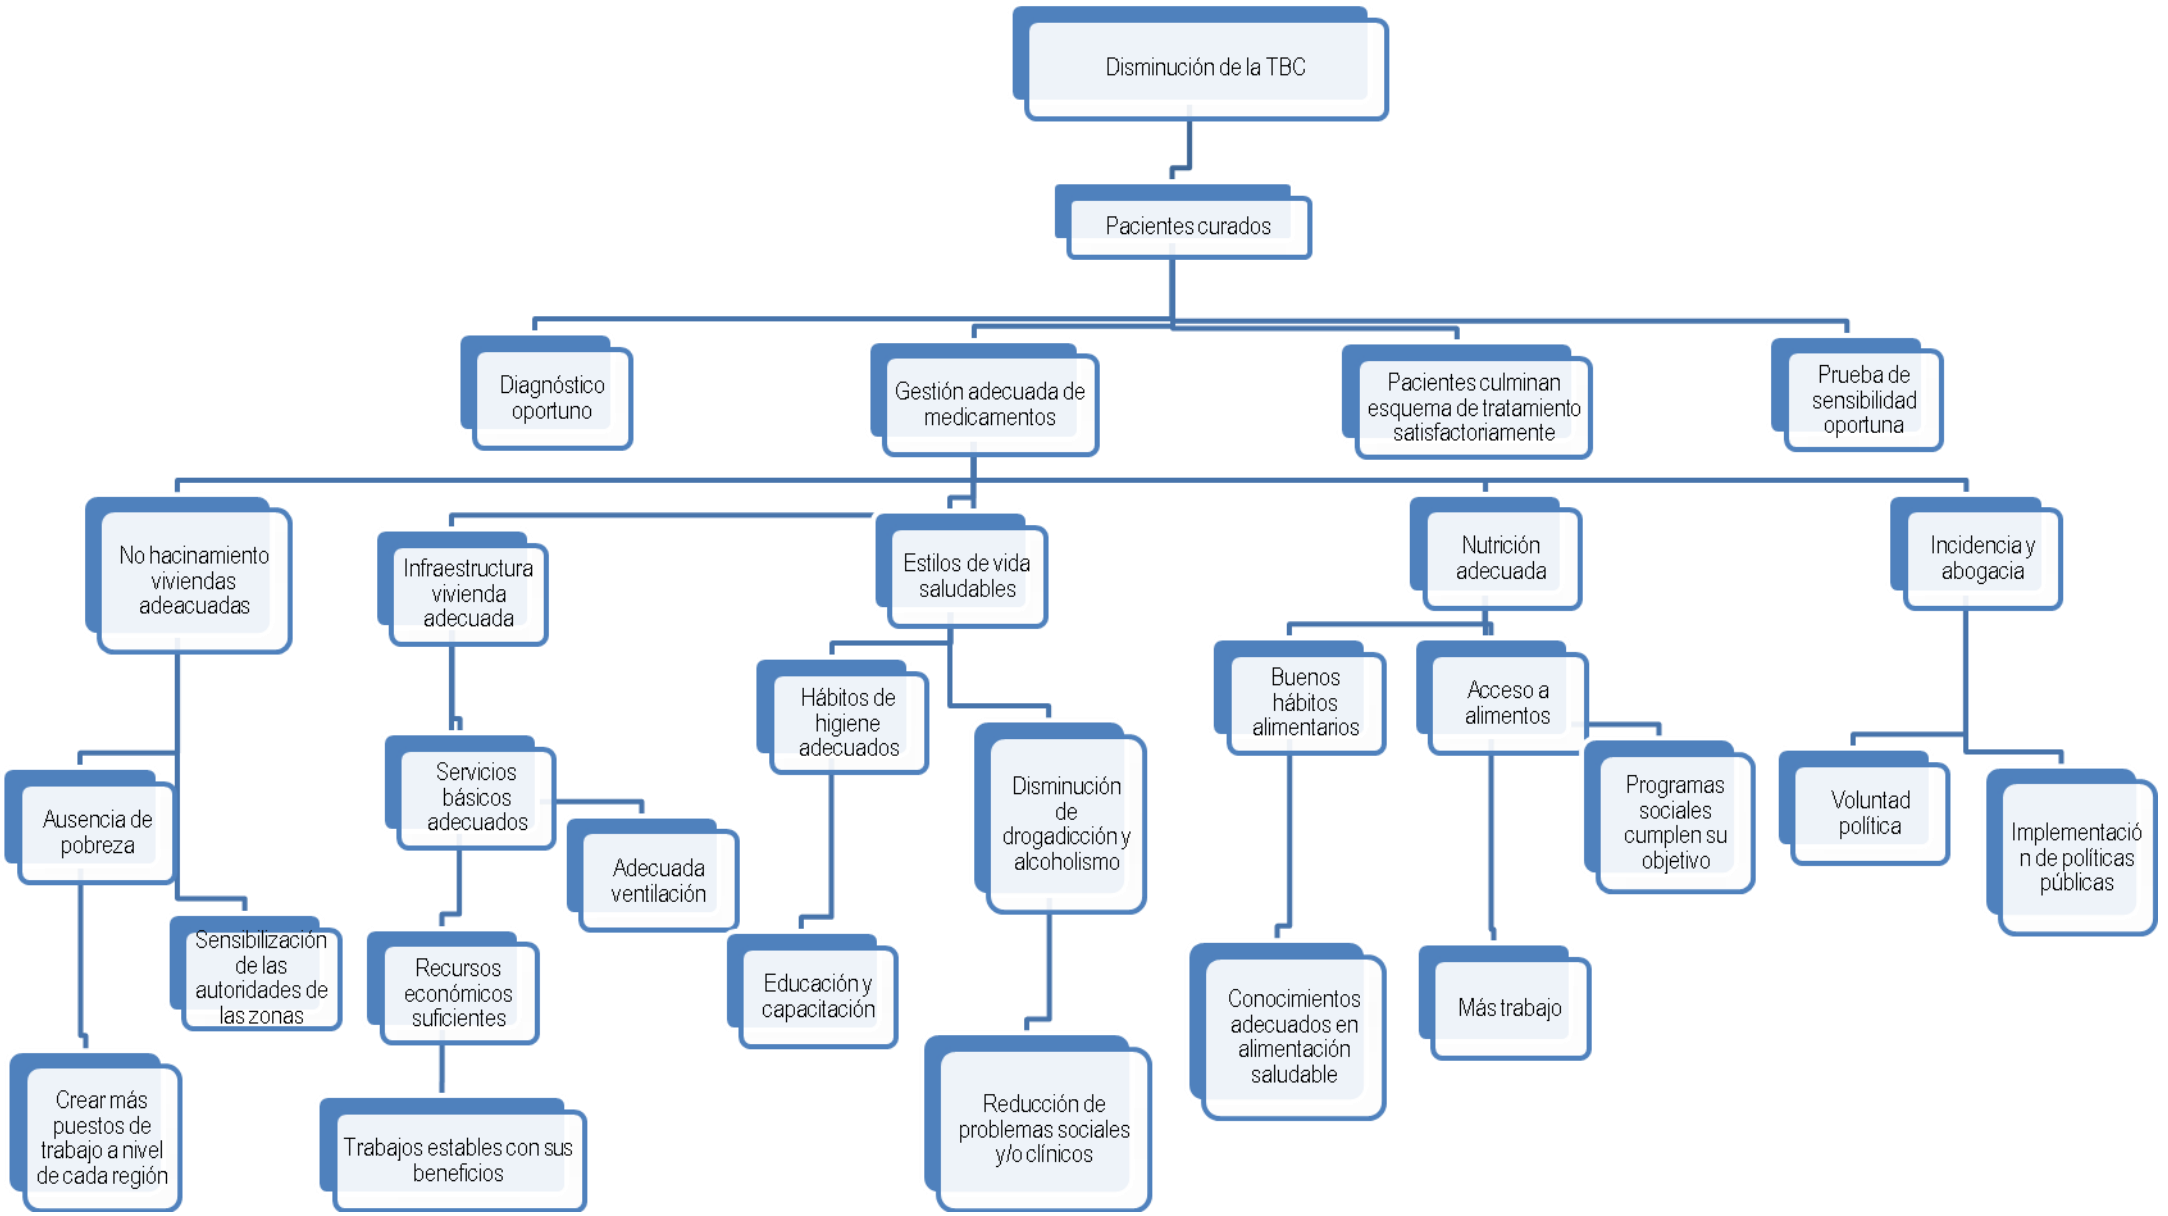 Disminución de la TBC
Pacientes curados
Diagnóstico
oportuno
Gestión adecuada de
medicamentos
Pacientes culminan
esquema de tratamiento
satisfactoriamente
Prueba de
sensibilidad
oportuna
No hacinamiento
viviendas
adeacuadas
Infraestructura
vivienda
adecuada
Estilos de vida
saludables
Nutrición
adecuada
Incidencia y
abogacia
Hábitos de
higiene
adecuados
Buenos
hábitos
alimentarios
Acceso a
alimentos
Ausencia de
pobreza
Servicios
básicos
adecuados
Adecuada
ventilación
Disminución
de
drogadicción y
alcoholismo
Programas
sociales
cumplen su
objetivo
Voluntad
política
Implementació
n de políticas
públicas
Sensibilización
de las
autoridades de
las zonas
Recursos
económicos
suficientes
Educación y
capacitación
Conocimientos
adecuados en
alimentación
saludable
Más trabajo
Crear más
puestos de
trabajo a nivel
de cada región
Trabajos estables con sus
beneficios
Reducción de
problemas sociales
y/o clínicos